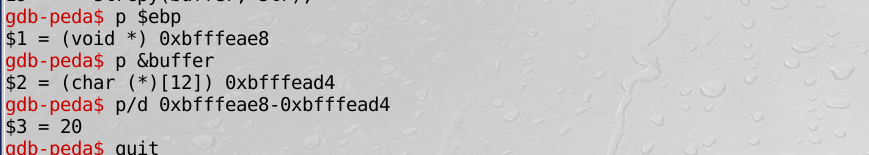 gdb-peda$ p $ebp
$1 = (void *) 0xbfffeae8
gdb-peda$ p &buffer
$2 = (char (*)[12]) 0xbfffead4
gdb-peda$ p/d 0xbfffeae8-0xbfffead4
$3 = 20
gdb-peda$ quit